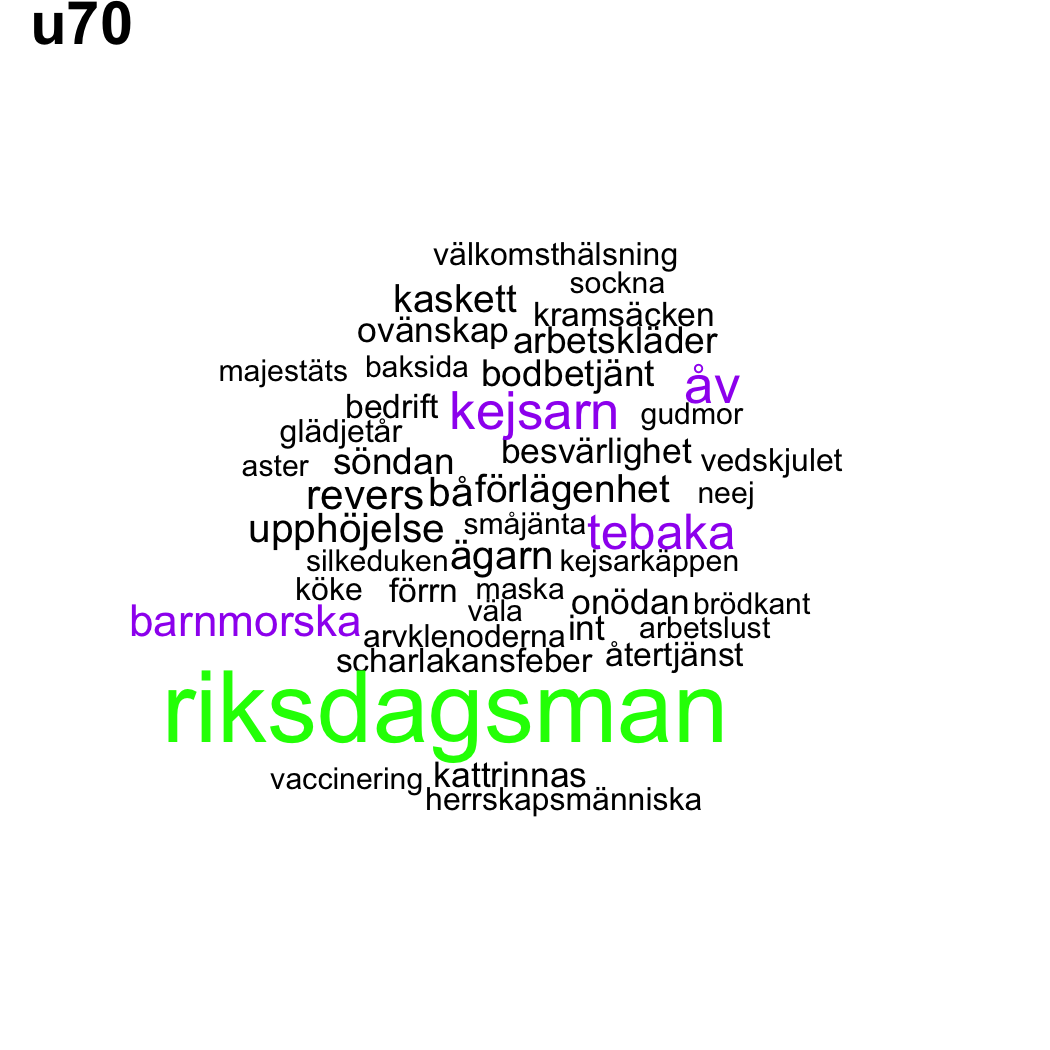 u70
välkomsthälsning
sockna
kaskett
kramsäcken
ovänskap
arbetskläder
majestäts
baksida
bodbetjänt
åv
bedrift
kejsarn
gudmor
glädjetår
besvärlighet
vedskjulet
aster
söndan
revers
bå
förlägenhet
neej
upphöjelse
småjänta
tebaka
silkeduken
ägarn
kejsarkäppen
köke
förrn
maska
onödan
brödkant
barnmorska
väla
arvklenoderna
int
arbetslust
scharlakansfeber
återtjänst
riksdagsman
vaccinering
kattrinnas
herrskapsmänniska